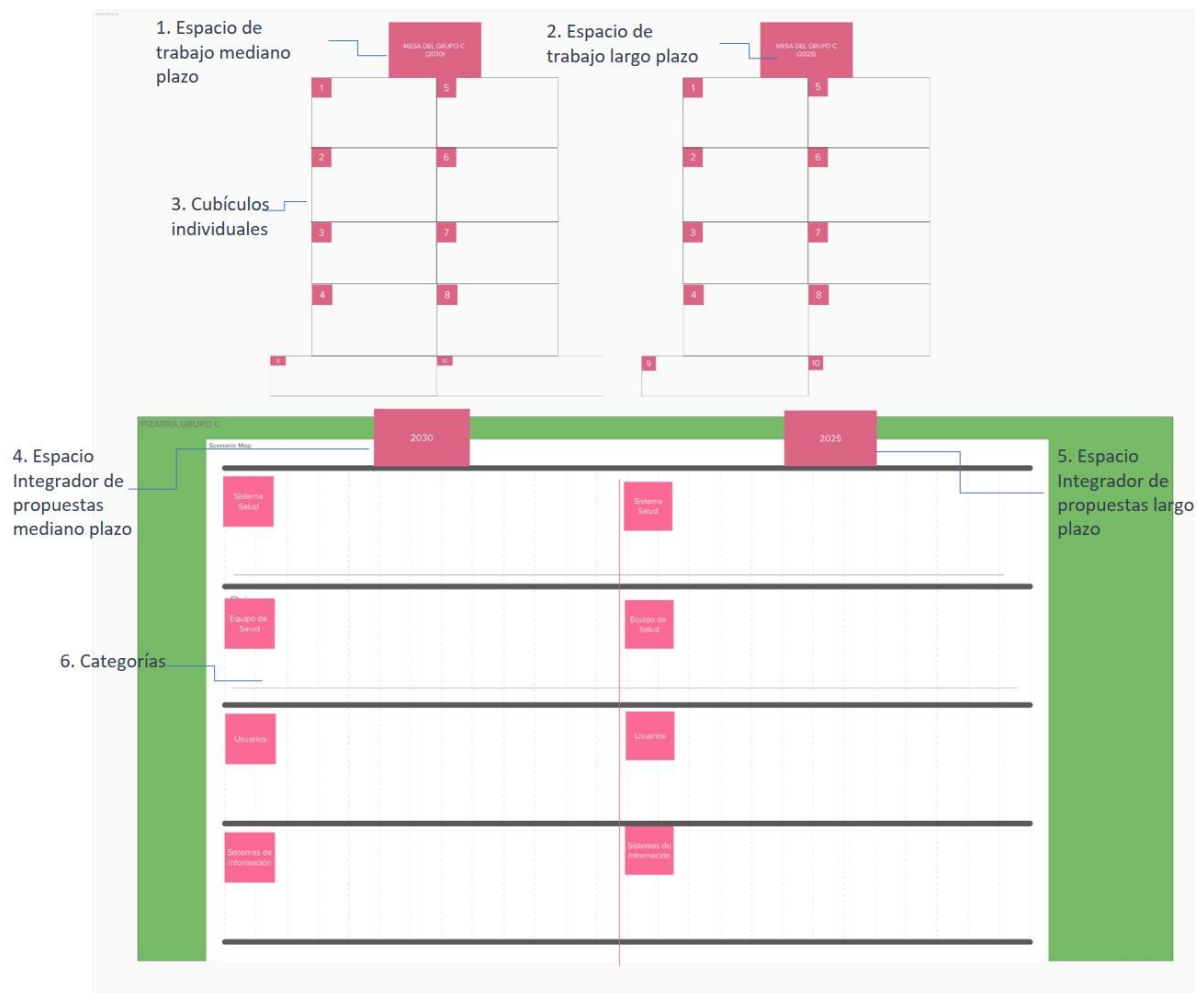 1. Espacio de
trabajo mediano
plazo
MESA DEL GRUPO C
(2030)
2. Espacio de
trabajo largo plazo
MESA DEL GRUPO C
(2025)
1
5
2
6
3
7
4
8
9
10
1
5
2
6
3
7
4
8
9
10
3. Cubículos
individuales
PIZARRA GRUPO C
2030
2025
Scenario Map
4. Espacio
Integrador de
propuestas
mediano plazo
5. Espacio
Integrador de
propuestas largo
plazo
Sistema
Salud
Sistema
Salud
Equipo de
Salud
Equipo de
Salud
6. Categorías
Usuarios
Usuarios
Sistemas de
Información
Sistemas de
Información